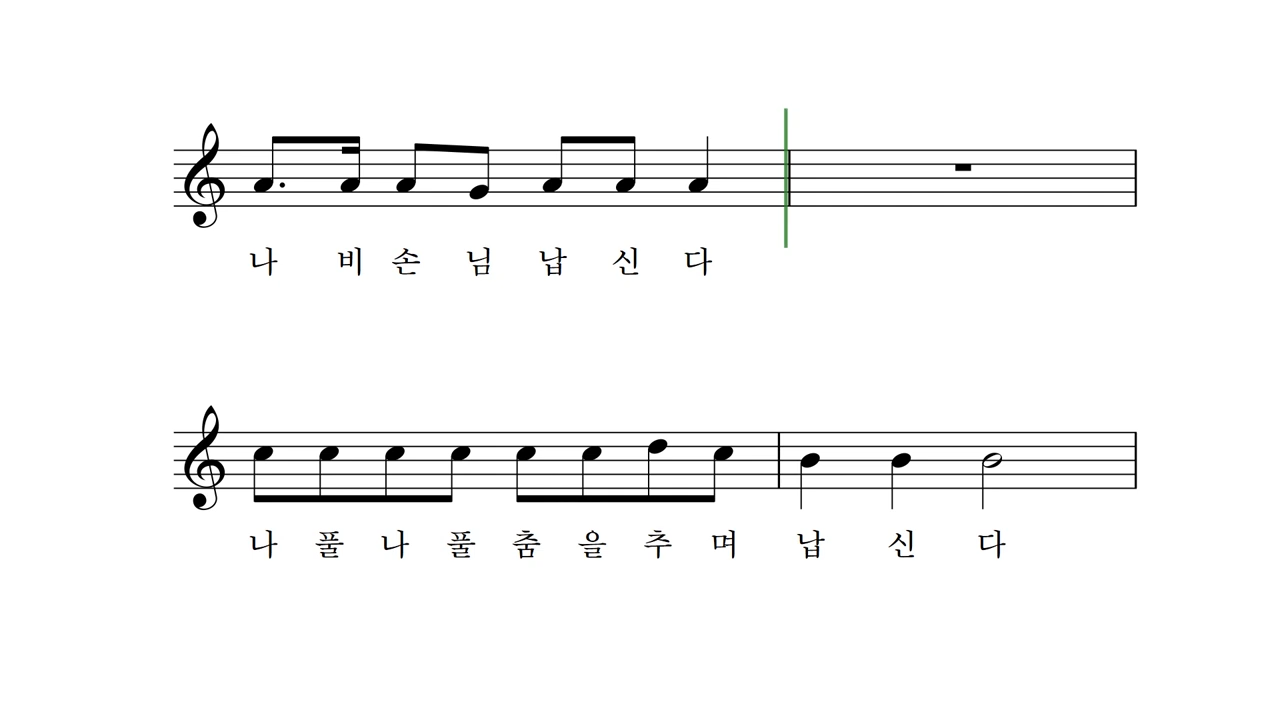 나 비 손 님 납 신 다
나 풀 나 풀 춤 을 추 며 납 신 다